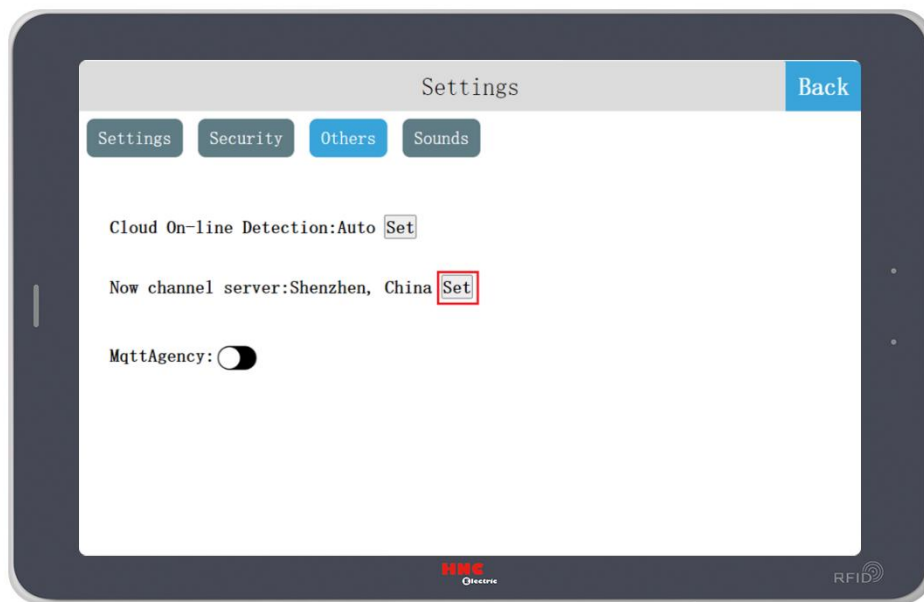 Settings
Back
Settings Security Others Sounds
Cloud On-line Detection:Auto Set
Now channel server:Shenzhen, China Set
MqttAgency:
HNC
Electric
RFID